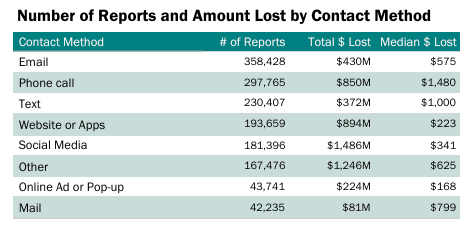 Number of Reports and Amount Lost by Contact Method
Contact Method # of Reports Total $ Lost Median $ Lost
Email 358,428 $430M $575
Phone call 297,765 $850M $1,480
Text 230,407 $372M $1,000
Website or Apps 193,659 $894M $223
Social Media 181,396 $1,486M $341
Other 167,476 $1,246M $625
Online Ad or Pop-up 43,741 $224M $168
Mail 42,235 $81M $799